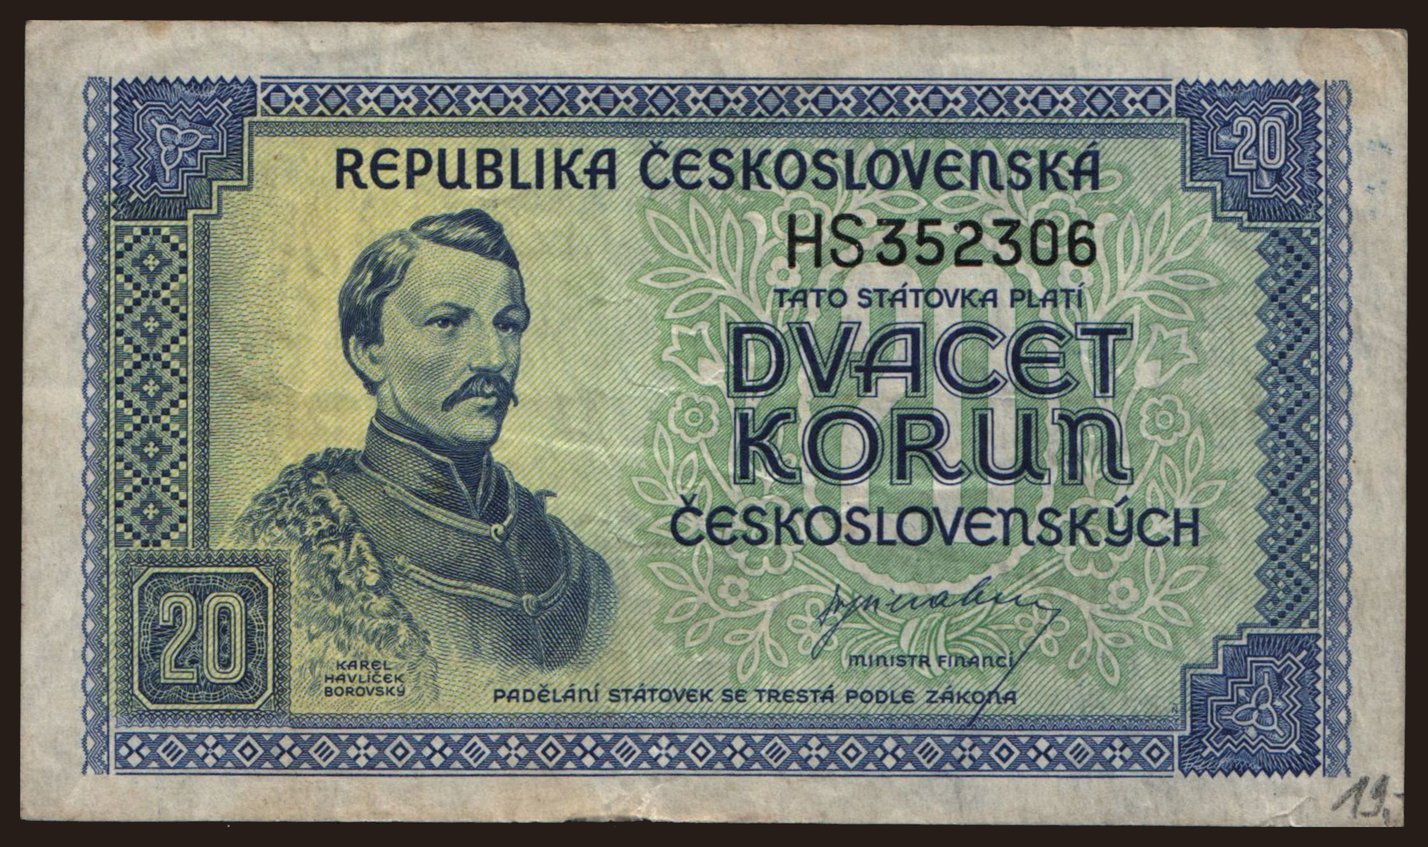 20
REPUBLIKA ČESKOSLOVENSKÁ
HS352306
TATO STÁTOVKA PLATÍ
DVACET
KORUN
ČESKOSLOVENSKÝCH
MINISTR FINANCÍ
20
KAREL
HAVLÍČEK
BOROVSKÝ
PADĚLÁNÍ STÁTOVEK SE TRESTÁ PODLE ZÁKONA
19,-